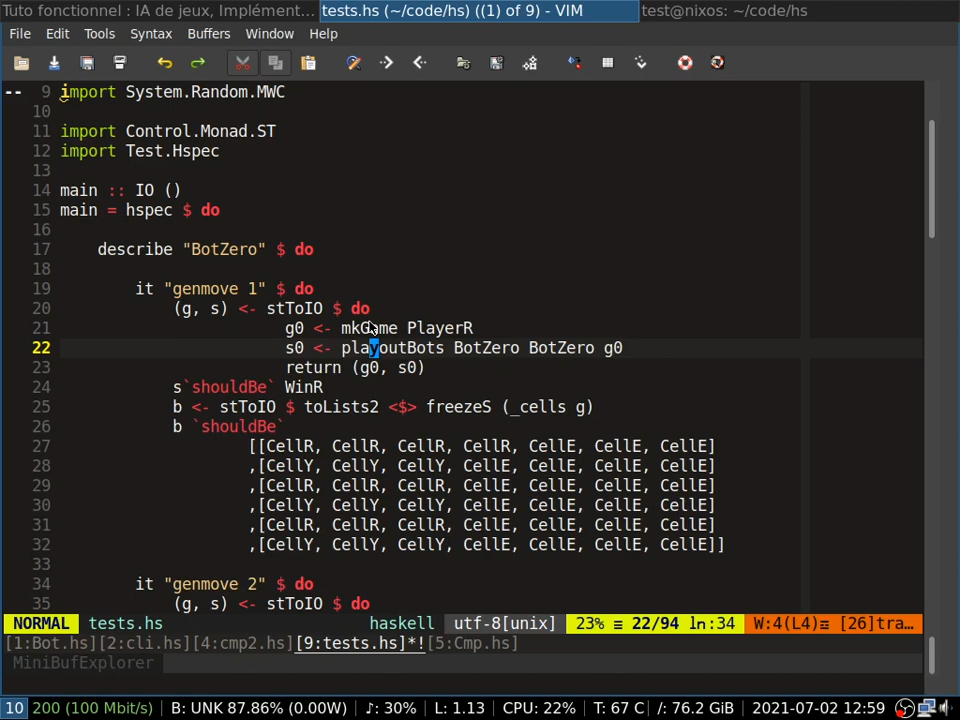 Tuto fonctionnel : IA de jeux, Implément... tests.hs (~/code/hs) ((1) of 9) - VIM test@nixos: ~/code/hs
File Edit Tools Syntax Buffers Window Help
-- 9 import System.Random.MWC
10
11 import Control.Monad.ST
12 import Test.Hspec
13
14 main :: IO ()
15 main = hspec $ do
16
17 describe "BotZero" $ do
18
19 it "genmove 1" $ do
20 (g, s) <- stToIO $ do
21 g0 <- mkGame PlayerR
22 s0 <- playoutBots BotZero BotZero g0
23 return (g0, s0)
24 s`shouldBe` WinR
25 b <- stToIO $ toLists2 <$> freezeS (_cells g)
26 b `shouldBe`
27 [[CellR, CellR, CellR, CellR, CellE, CellE, CellE]
28 ,[CellY, CellY, CellY, CellE, CellE, CellE, CellE]
29 ,[CellR, CellR, CellR, CellE, CellE, CellE, CellE]
30 ,[CellY, CellY, CellY, CellE, CellE, CellE, CellE]
31 ,[CellR, CellR, CellR, CellE, CellE, CellE, CellE]
32 ,[CellY, CellY, CellY, CellE, CellE, CellE, CellE]]
33
34 it "genmove 2" $ do
35 (g, s) <- stToIO $ do
NORMAL tests.hs haskell utf-8[unix] 23% ≡ 22/94 ln:34 W:4(L4)≡ [26]tra...
[1:Bot.hs][2:cli.hs][4:cmp2.hs][9:tests.hs]*![5:Cmp.hs]
MiniBufExplorer
10 200 (100 Mbit/s) B: UNK 87.86% (0.00W) ♪: 30% L: 1.13 CPU: 22% T: 67 C /: 76.2 GiB 2021-07-02 12:59